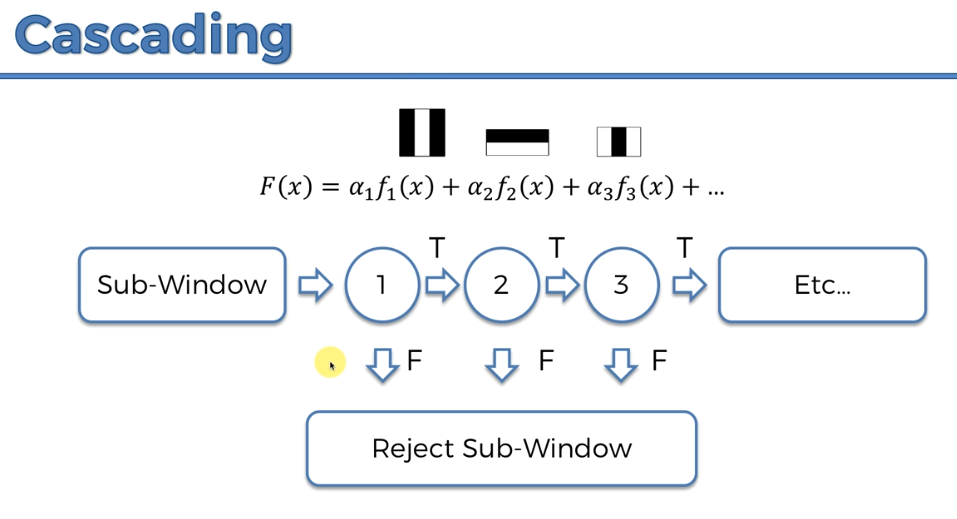 Cascading
F(x) = α₁f₁(x) + α₂f₂(x) + α₃f₃(x) + ...
T T T
Sub-Window 1 2 3 Etc...
F F F
Reject Sub-Window